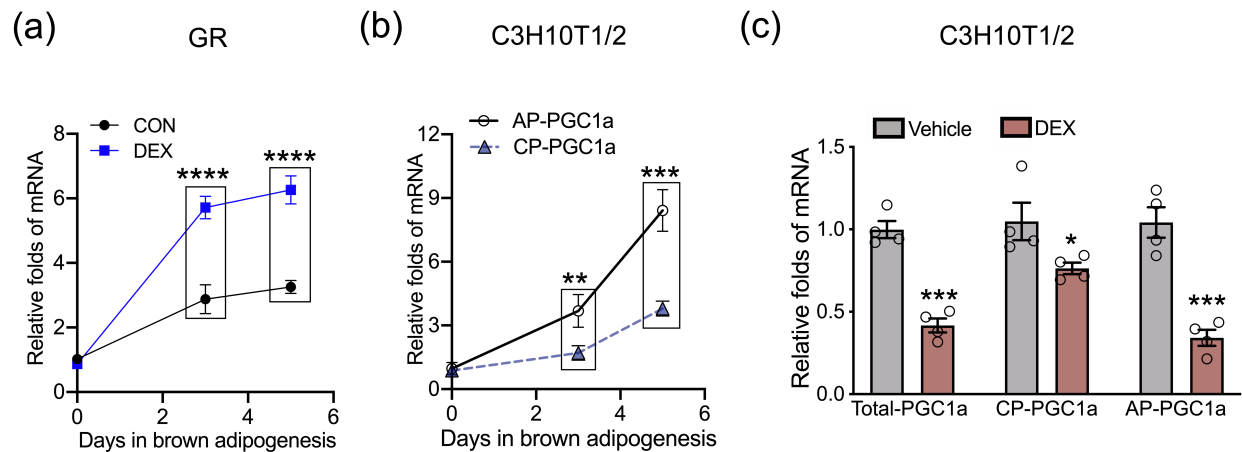 (a)
GR
CON
DEX
****
****
8
6
4
2
0
Relative folds of mRNA
0 2 4 6
Days in brown adipogenesis
(b)
C3H10T1/2
AP-PGC1a
CP-PGC1a
***
**
12
9
6
3
0
Relative folds of mRNA
0 2 4 6
Days in brown adipogenesis
(c)
C3H10T1/2
Vehicle
DEX
1.5
1.0
0.5
0.0
Relative folds of mRNA
***
*
***
Total-PGC1a CP-PGC1a AP-PGC1a